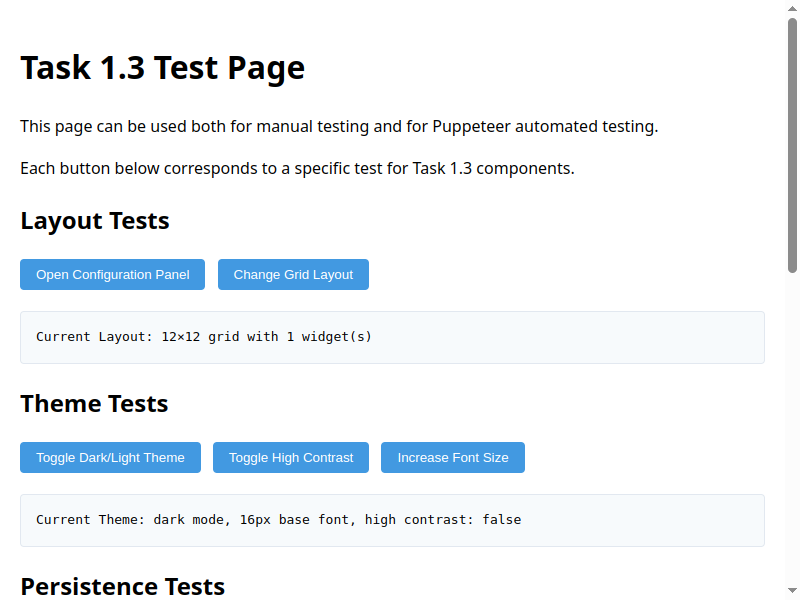 Task 1.3 Test Page
This page can be used both for manual testing and for Puppeteer automated testing.
Each button below corresponds to a specific test for Task 1.3 components.
Layout Tests
Open Configuration Panel
Change Grid Layout
Current Layout: 12×12 grid with 1 widget(s)
Theme Tests
Toggle Dark/Light Theme
Toggle High Contrast
Increase Font Size
Current Theme: dark mode, 16px base font, high contrast: false
Persistence Tests